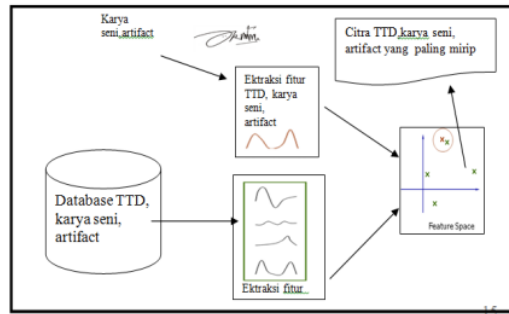 Karya
seni,artifact
Citra TTD,karya seni,
artifact yang paling mirip
Ektraksi fitur
TTD, karya
seni,
artifact
Database TTD,
karya seni,
artifact
Ektraksi fitur
x x
x
x
x
Feature Space